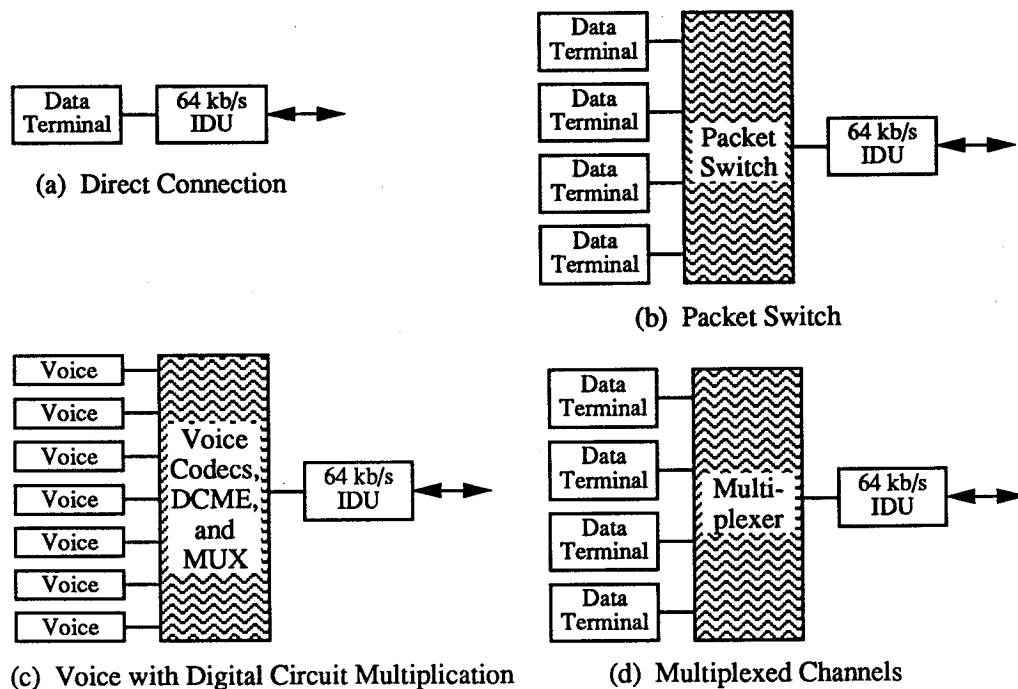 Data
Terminal
64 kb/s
IDU
(a) Direct Connection
Data
Terminal
Data
Terminal
Data
Terminal
Data
Terminal
Packet
Switch
64 kb/s
IDU
(b) Packet Switch
Voice
Voice
Voice
Voice
Voice
Voice
Voice
Voice
Codecs,
DCME,
and
MUX
64 kb/s
IDU
(c) Voice with Digital Circuit Multiplication
Data
Terminal
Data
Terminal
Data
Terminal
Data
Terminal
Multi-
plexer
64 kb/s
IDU
(d) Multiplexed Channels